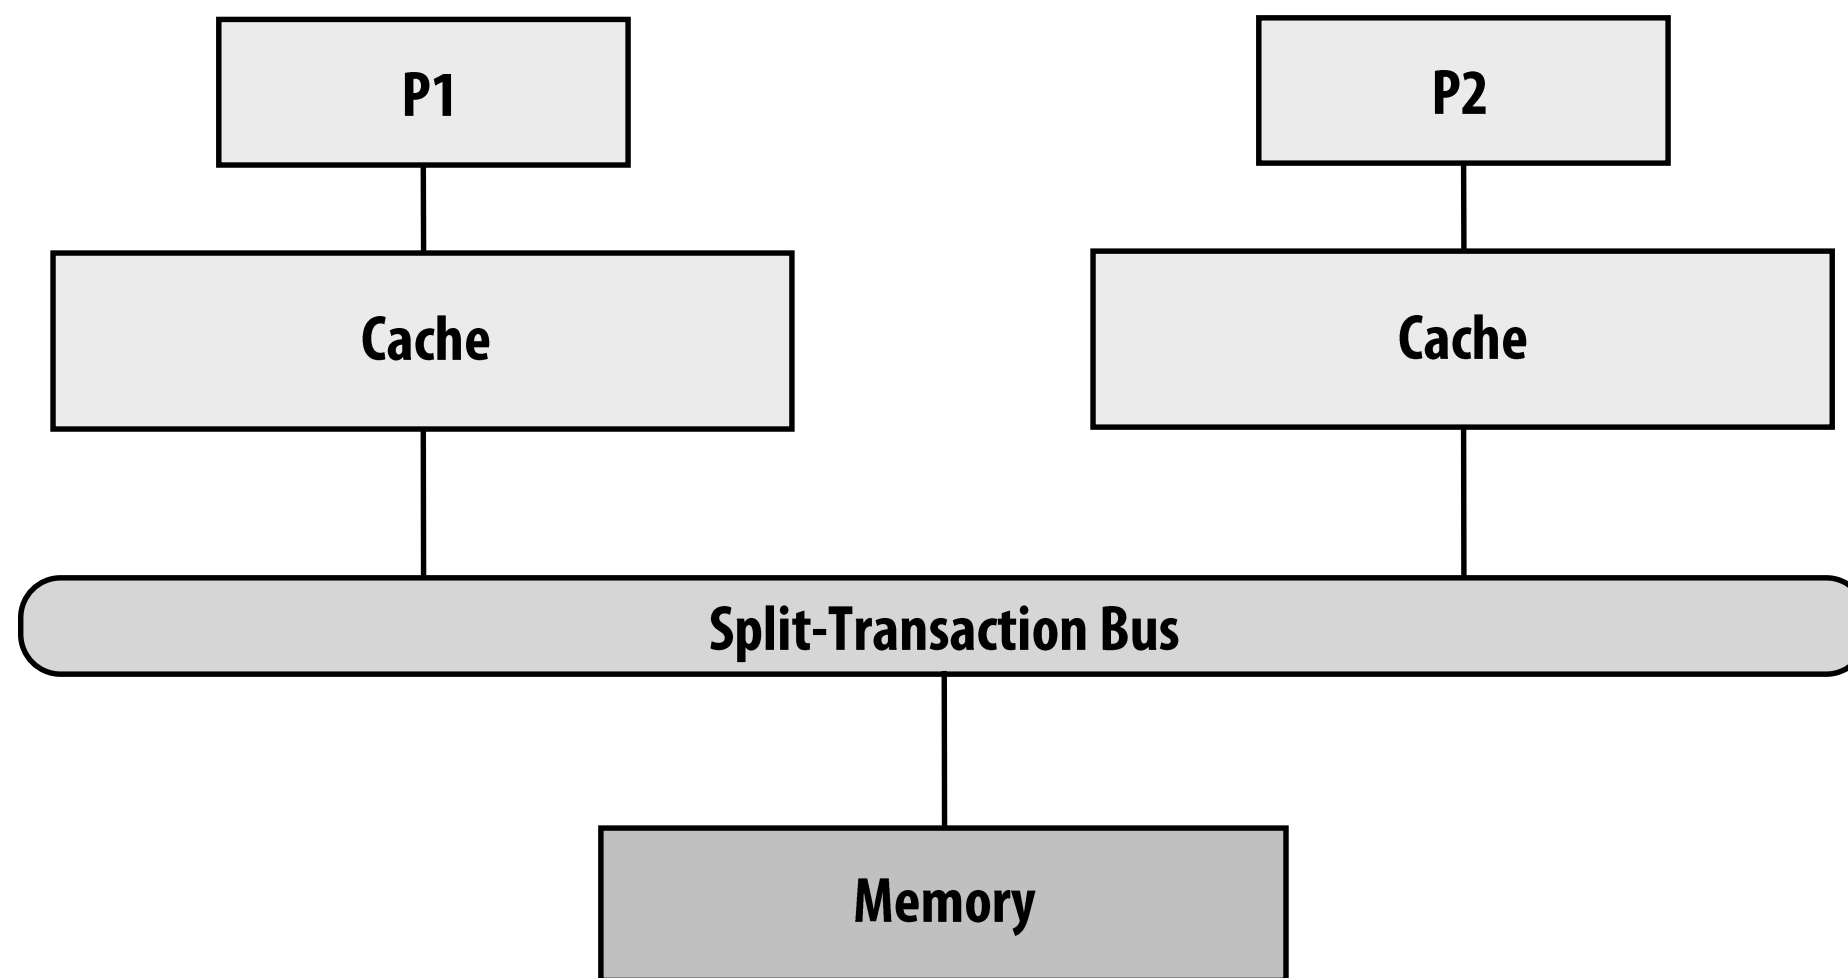 P1
P2
Cache
Cache
Split-Transaction Bus
Memory